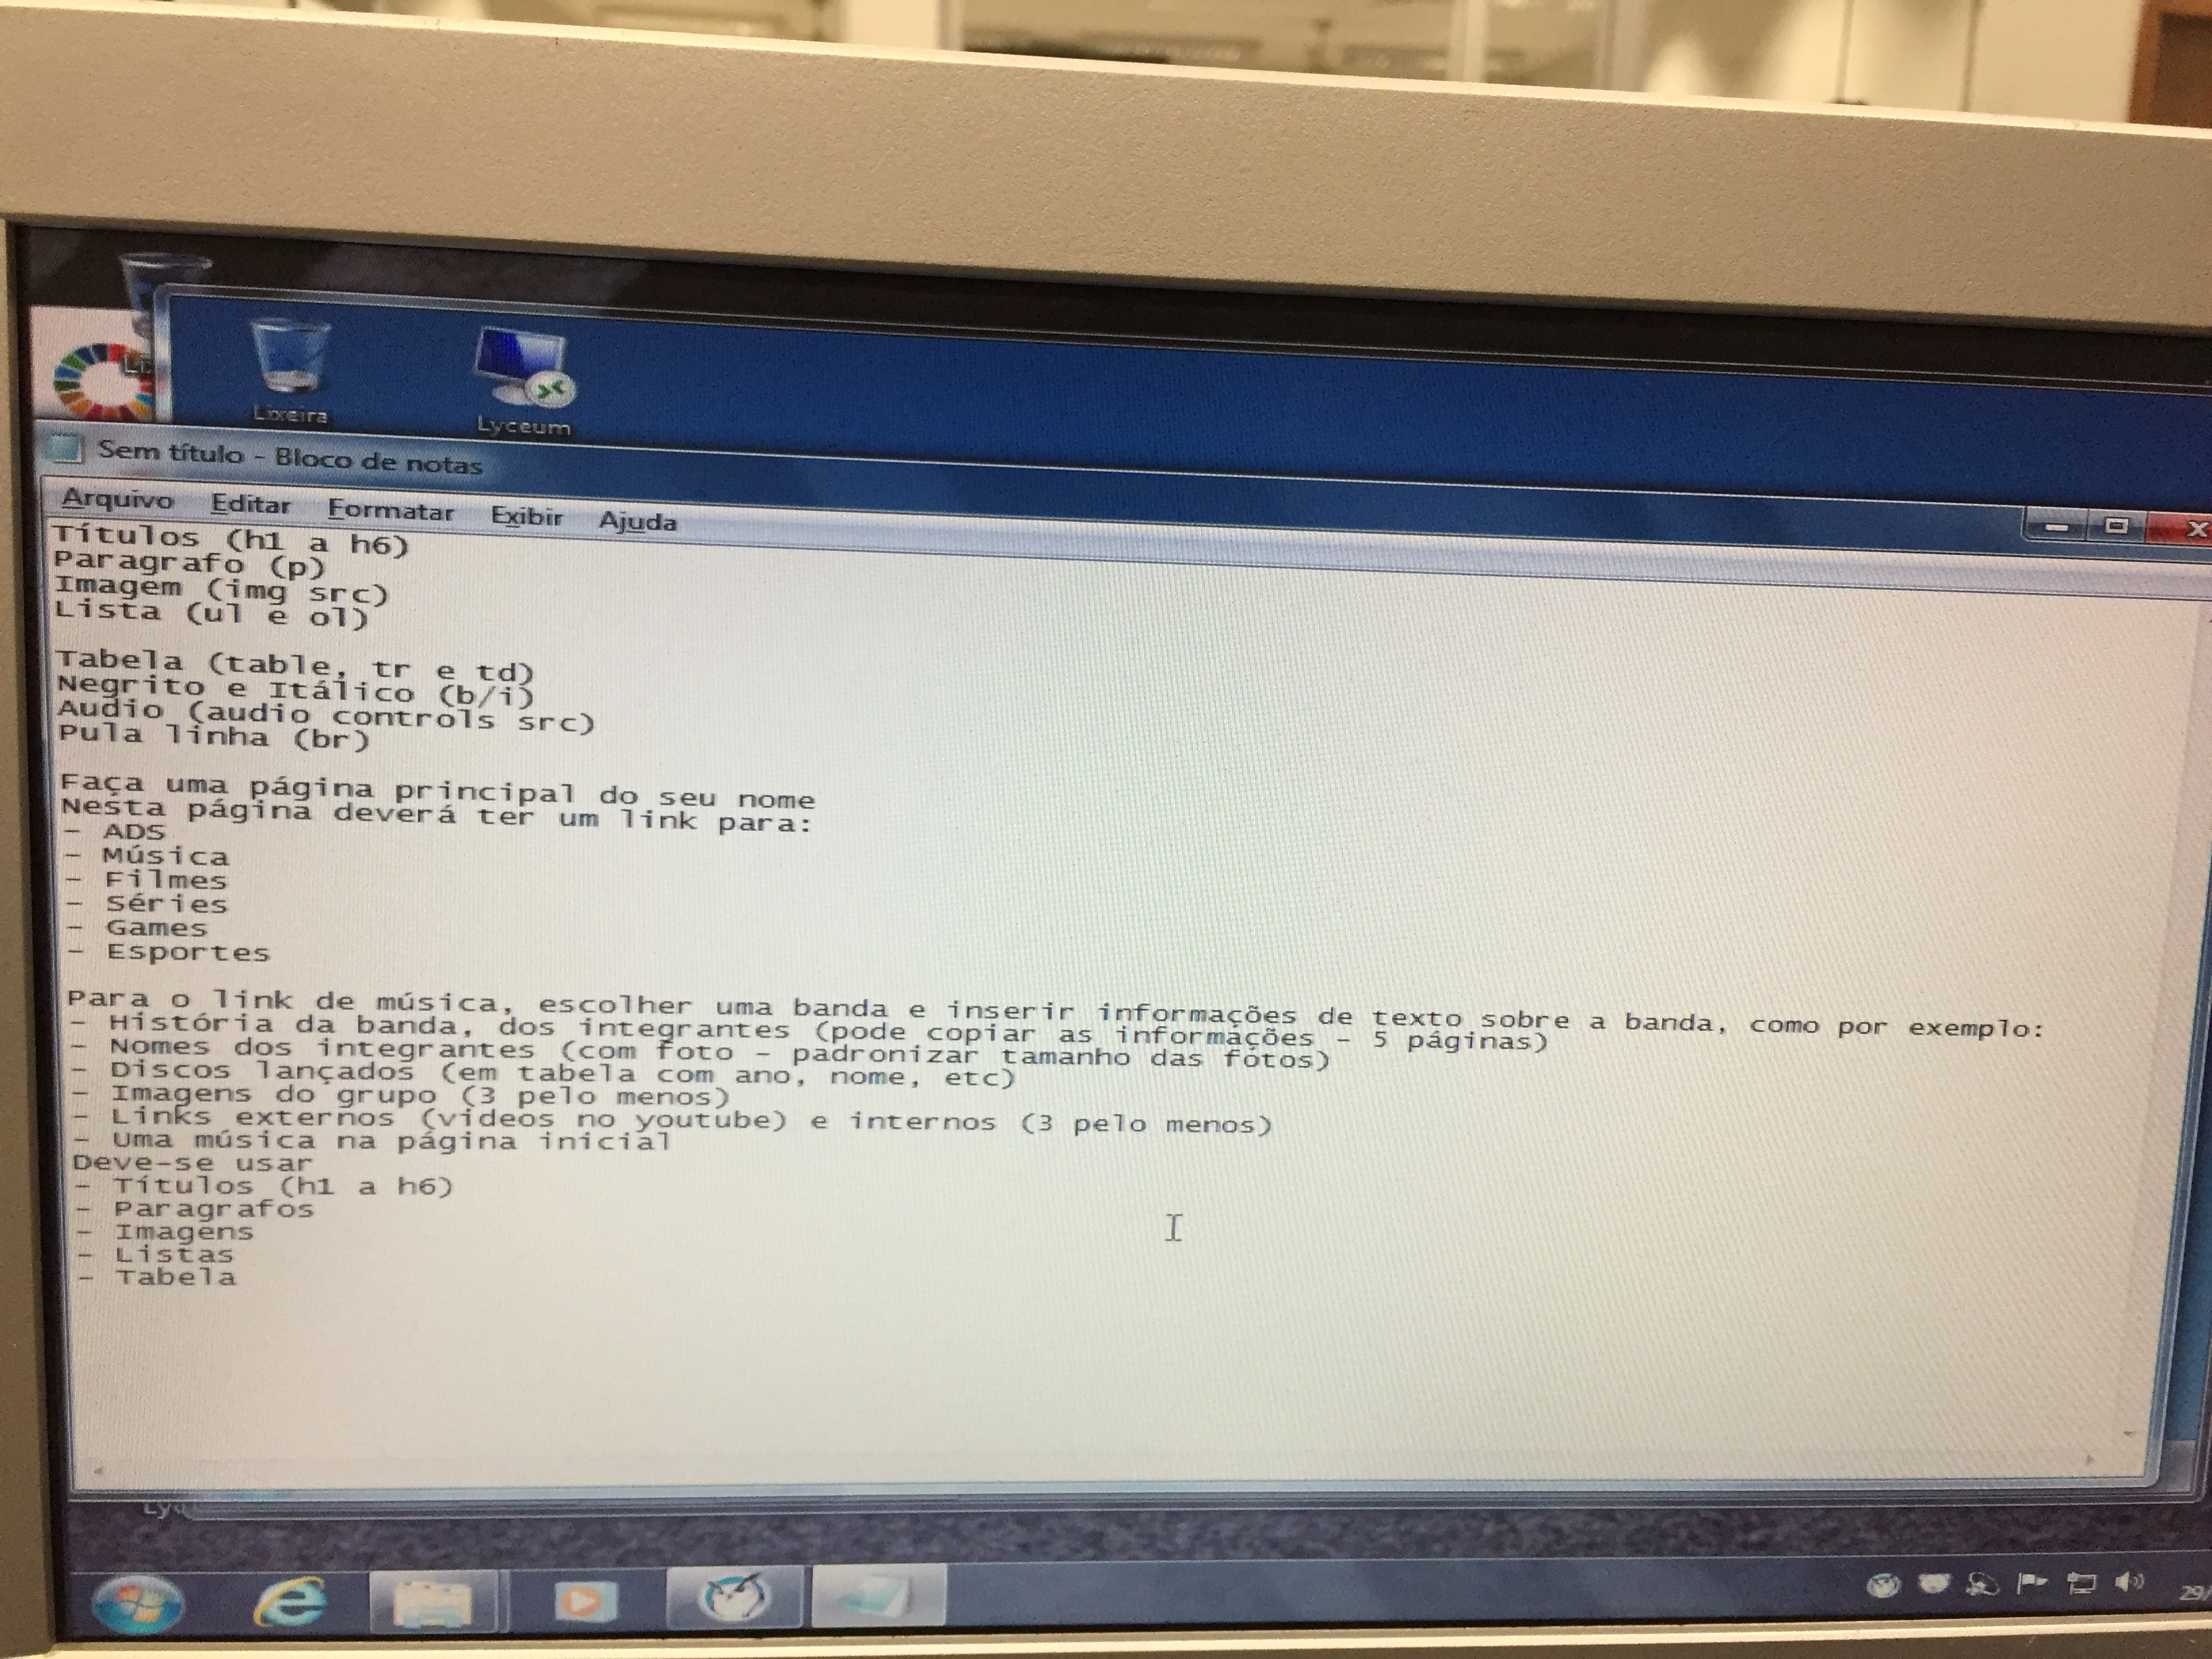 Lixeira
Lyceum
Sem título - Bloco de notas
Arquivo Editar Formatar Exibir Ajuda
Títulos (h1 a h6)
Paragrafo (p)
Imagem (img src)
Lista (ul e ol)
Tabela (table, tr e td)
Negrito e Itálico (b/i)
Audio (audio controls src)
Pula linha (br)
Faça uma página principal do seu nome
Nesta página deverá ter um link para:
- ADS
- Música
- Filmes
- Séries
- Games
- Esportes
Para o link de música, escolher uma banda e inserir informações de texto sobre a banda, como por exemplo:
- História da banda, dos integrantes (pode copiar as informações - 5 páginas)
- Nomes dos integrantes (com foto - padronizar tamanho das fotos)
- Discos lançados (em tabela com ano, nome, etc)
- Imagens do grupo (3 pelo menos)
- Links externos (videos no youtube) e internos (3 pelo menos)
- Uma música na página inicial
Deve-se usar
- Títulos (h1 a h6)
- Paragrafos
- Imagens
- Listas
- Tabela
29/